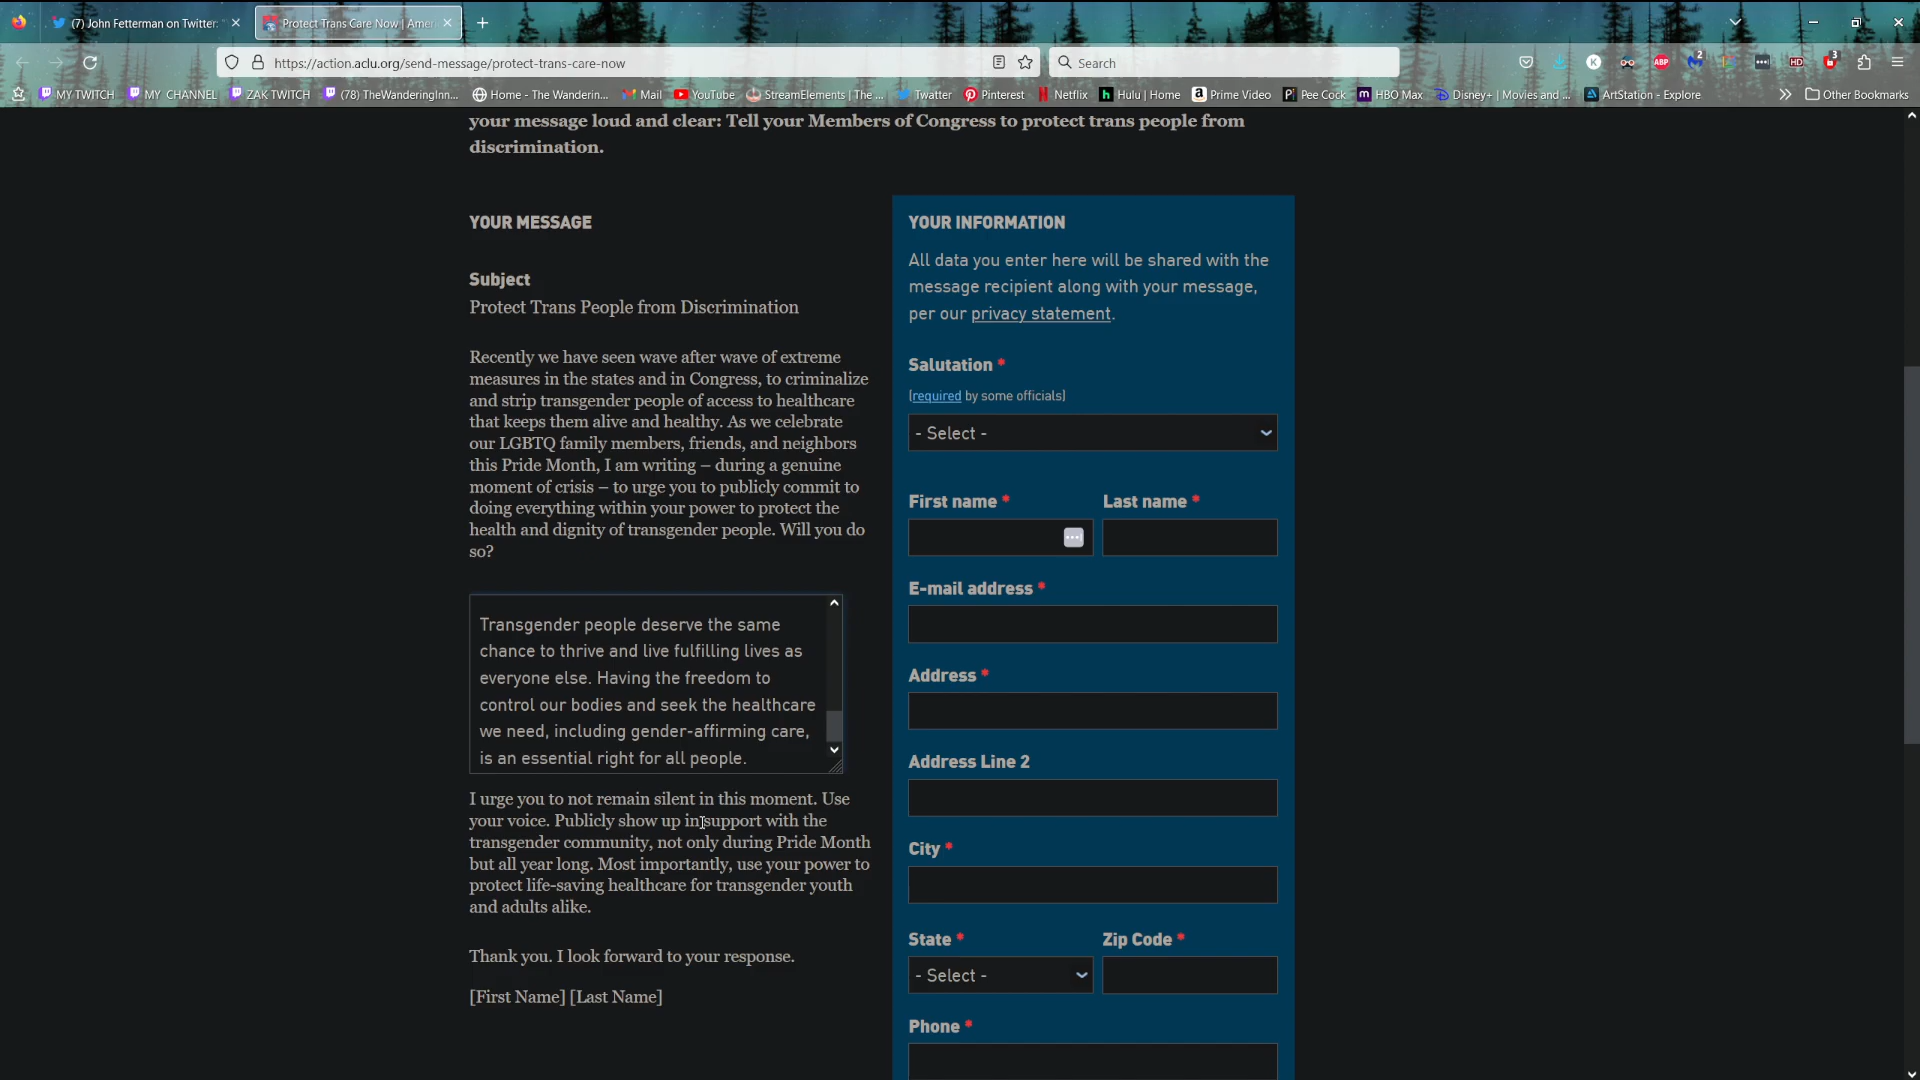 (7) John Fetterman on Twitter:
Protect Trans Care Now | Amer
https://action.aclu.org/send-message/protect-trans-care-now
Search
2
ABP
HD
3
MY TWITCH
MY CHANNEL
ZAK TWITCH
(78) TheWanderingInn...
Home - The Wanderin...
Mail
YouTube
StreamElements | The ...
Twatter
Pinterest
Netflix
Hulu | Home
Prime Video
Pee Cock
HBO Max
Disney+ | Movies and ...
ArtStation - Explore
Other Bookmarks
your message loud and clear: Tell your Members of Congress to protect trans people from
discrimination.
YOUR MESSAGE
Subject
Protect Trans People from Discrimination
Recently we have seen wave after wave of extreme
measures in the states and in Congress, to criminalize
and strip transgender people of access to healthcare
that keeps them alive and healthy. As we celebrate
our LGBTQ family members, friends, and neighbors
this Pride Month, I am writing – during a genuine
moment of crisis – to urge you to publicly commit to
doing everything within your power to protect the
health and dignity of transgender people. Will you do
so?
Transgender people deserve the same
chance to thrive and live fulfilling lives as
everyone else. Having the freedom to
control our bodies and seek the healthcare
we need, including gender-affirming care,
is an essential right for all people.
I urge you to not remain silent in this moment. Use
your voice. Publicly show up in support with the
transgender community, not only during Pride Month
but all year long. Most importantly, use your power to
protect life-saving healthcare for transgender youth
and adults alike.
Thank you. I look forward to your response.
[First Name] [Last Name]
YOUR INFORMATION
All data you enter here will be shared with the
message recipient along with your message,
per our privacy statement.
Salutation *
(required by some officials)
- Select -
First name *
Last name *
E-mail address *
Address *
Address Line 2
City *
State *
Zip Code *
- Select -
Phone *